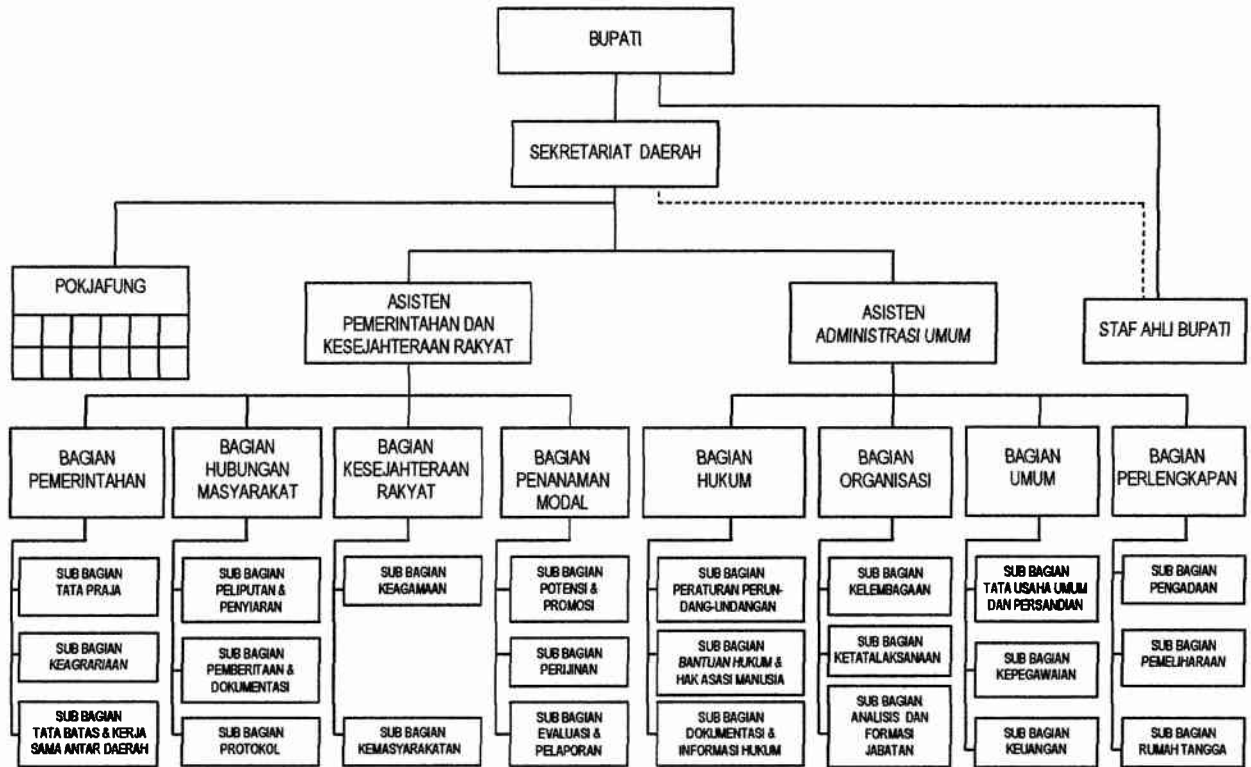 BUPATI
SEKRETARIAT DAERAH
POKJAFUNG
ASISTEN
PEMERINTAHAN DAN
KESEJAHTERAAN RAKYAT
ASISTEN
ADMINISTRASI UMUM
STAF AHLI BUPATI
BAGIAN
PEMERINTAHAN
BAGIAN
HUBUNGAN
MASYARAKAT
BAGIAN
KESEJAHTERAAN
RAKYAT
BAGIAN
PENANAMAN
MODAL
BAGIAN
HUKUM
BAGIAN
ORGANISASI
BAGIAN
UMUM
BAGIAN
PERLENGKAPAN
SUB BAGIAN
TATA PRAJA
SUB BAGIAN
PELIPUTAN &
PENYIARAN
SUB BAGIAN
KEAGAMAAN
SUB BAGIAN
POTENSI &
PROMOSI
SUB BAGIAN
PERATURAN PERUN-
DANG-UNDANGAN
SUB BAGIAN
KELEMBAGAAN
SUB BAGIAN
TATA USAHA UMUM
DAN PERSANDIAN
SUB BAGIAN
PENGADAAN
SUB BAGIAN
KEAGRARIAAN
SUB BAGIAN
PEMBERITAAN &
DOKUMENTASI
SUB BAGIAN
PERIJINAN
SUB BAGIAN
BANTUAN HUKUM &
HAK ASASI MANUSIA
SUB BAGIAN
KETATALAKSANAAN
SUB BAGIAN
KEPEGAWAIAN
SUB BAGIAN
PEMELIHARAAN
SUB BAGIAN
TATA BATAS & KERJA
SAMA ANTAR DAERAH
SUB BAGIAN
PROTOKOL
SUB BAGIAN
KEMASYARAKATAN
SUB BAGIAN
EVALUASI &
PELAPORAN
SUB BAGIAN
DOKUMENTASI &
INFORMASI HUKUM
SUB BAGIAN
ANALISIS DAN
FORMASI
JABATAN
SUB BAGIAN
KEUANGAN
SUB BAGIAN
RUMAH TANGGA